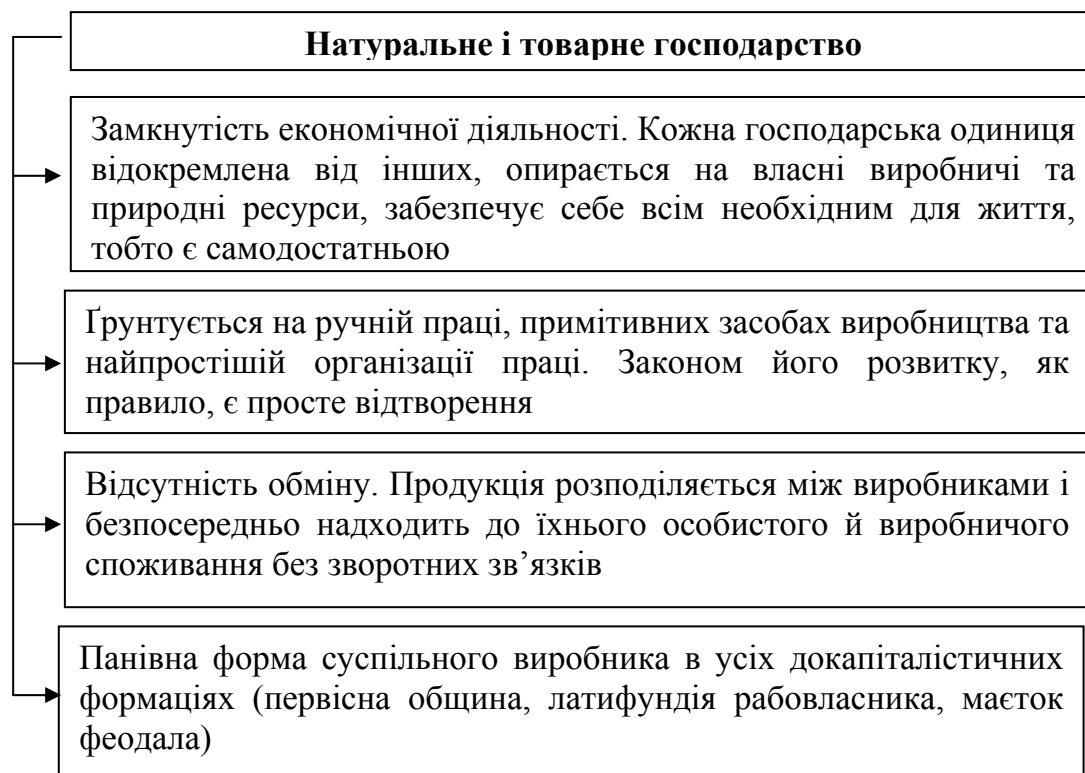 Натуральне і товарне господарство
Замкнутість економічної діяльності. Кожна господарська одиниця
відокремлена від інших, опирається на власні виробничі та
природні ресурси, забезпечує себе всім необхідним для життя,
тобто є самодостатньою
Ґрунтується на ручній праці, примітивних засобах виробництва та
найпростішій організації праці. Законом його розвитку, як
правило, є просте відтворення
Відсутність обміну. Продукція розподіляється між виробниками і
безпосередньо надходить до їхнього особистого й виробничого
споживання без зворотних зв’язків
Панівна форма суспільного виробника в усіх докапіталістичних
формаціях (первісна община, латифундія рабовласника, маєток
феодала)